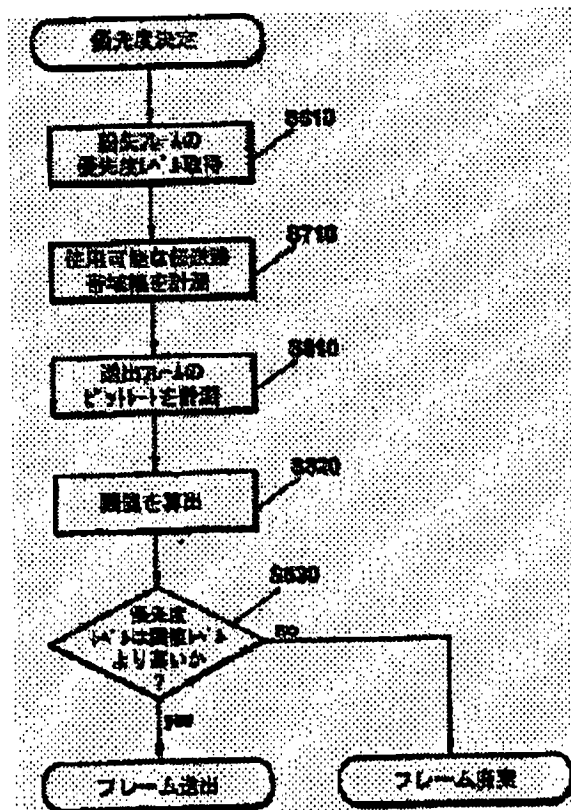 優先度決定
S610
紛失フレームの
優先度レベル取得
S710
使用可能な伝送路
帯域幅を計測
S810
送出フレームの
ビットレートを計測
S820
閾値を算出
優先度
レベルは閾値レベル
より高いか
?
no
yes
フレーム送出
フレーム廃棄